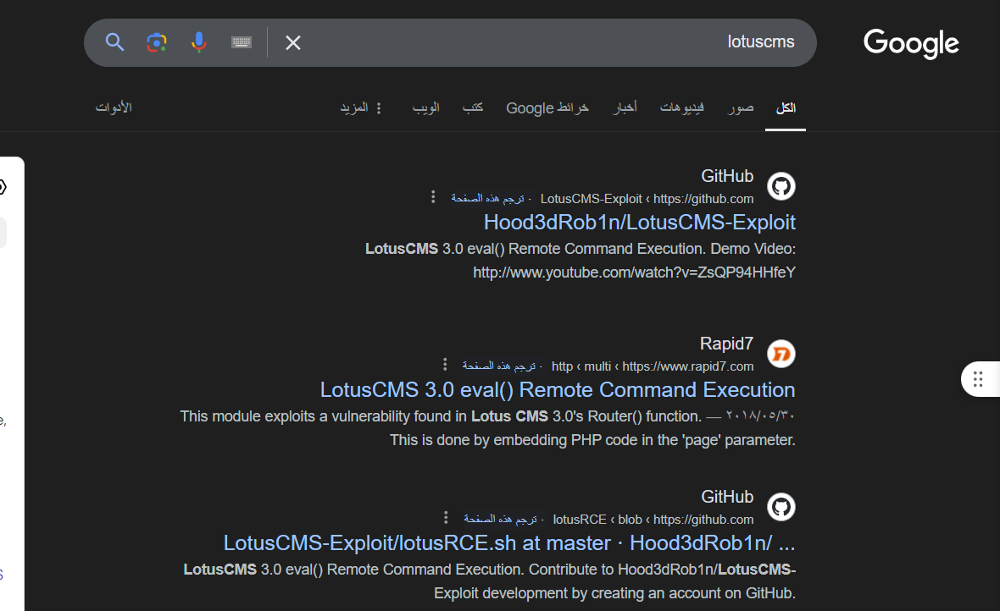 lotuscms
Google
الكل صور فيديوهات أخبار خرائط Google كتب الويب المزيد الأدوات
GitHub
https://github.com › LotusCMS-Exploit · ترجم هذه الصفحة
Hood3dRob1n/LotusCMS-Exploit
LotusCMS 3.0 eval() Remote Command Execution. Demo Video:
http://www.youtube.com/watch?v=ZsQP94HHfeY
Rapid7
https://www.rapid7.com › multi › http · ترجم هذه الصفحة
LotusCMS 3.0 eval() Remote Command Execution
٣٠‏/٠٥‏/٢٠١٨ — This module exploits a vulnerability found in Lotus CMS 3.0's Router() function.
This is done by embedding PHP code in the 'page' parameter.
GitHub
https://github.com › blob › lotusRCE · ترجم هذه الصفحة
LotusCMS-Exploit/lotusRCE.sh at master · Hood3dRob1n/ ...
LotusCMS 3.0 eval() Remote Command Execution. Contribute to Hood3dRob1n/LotusCMS-
Exploit development by creating an account on GitHub.